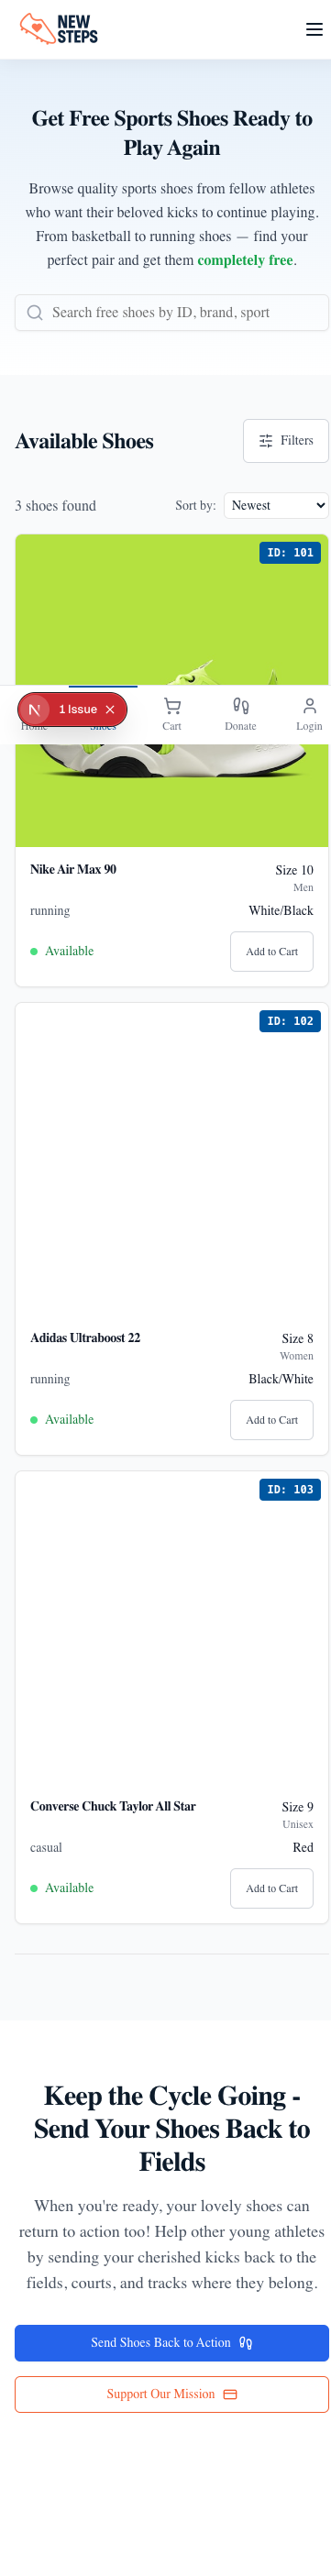 NEW
STEPS
Get Free Sports Shoes Ready to
Play Again
Browse quality sports shoes from fellow athletes
who want their beloved kicks to continue playing.
From basketball to running shoes — find your
perfect pair and get them completely free.
Search free shoes by ID, brand, sport
Available Shoes
Filters
3 shoes found
Sort by: Newest
ID: 101
N 1 Issue
Home Shoes Cart Donate Login
Nike Air Max 90 Size 10
Men
running White/Black
Available Add to Cart
ID: 102
Adidas Ultraboost 22 Size 8
Women
running Black/White
Available Add to Cart
ID: 103
Converse Chuck Taylor All Star Size 9
Unisex
casual Red
Available Add to Cart
Keep the Cycle Going -
Send Your Shoes Back to
Fields
When you're ready, your lovely shoes can
return to action too! Help other young athletes
by sending your cherished kicks back to the
fields, courts, and tracks where they belong.
Send Shoes Back to Action
Support Our Mission